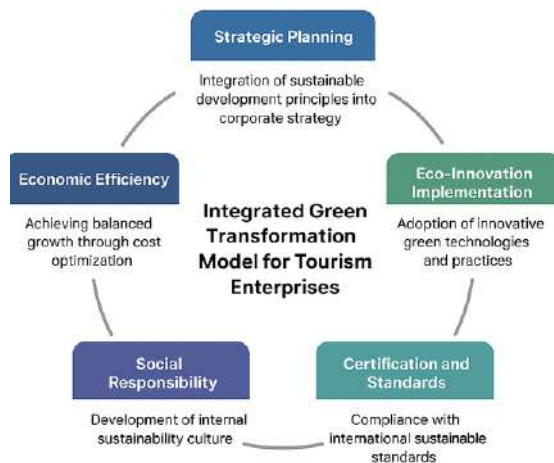 Strategic Planning
Integration of sustainable
development principles into
corporate strategy
Economic Efficiency
Achieving balanced
growth through cost
optimization
Integrated Green
Transformation
Model for Tourism
Enterprises
Eco-Innovation
Implementation
Adoption of innovative
green technologies
and practices
Social
Responsibility
Development of internal
sustainability culture
Certification and
Standards
Compliance with
international sustainable
standards